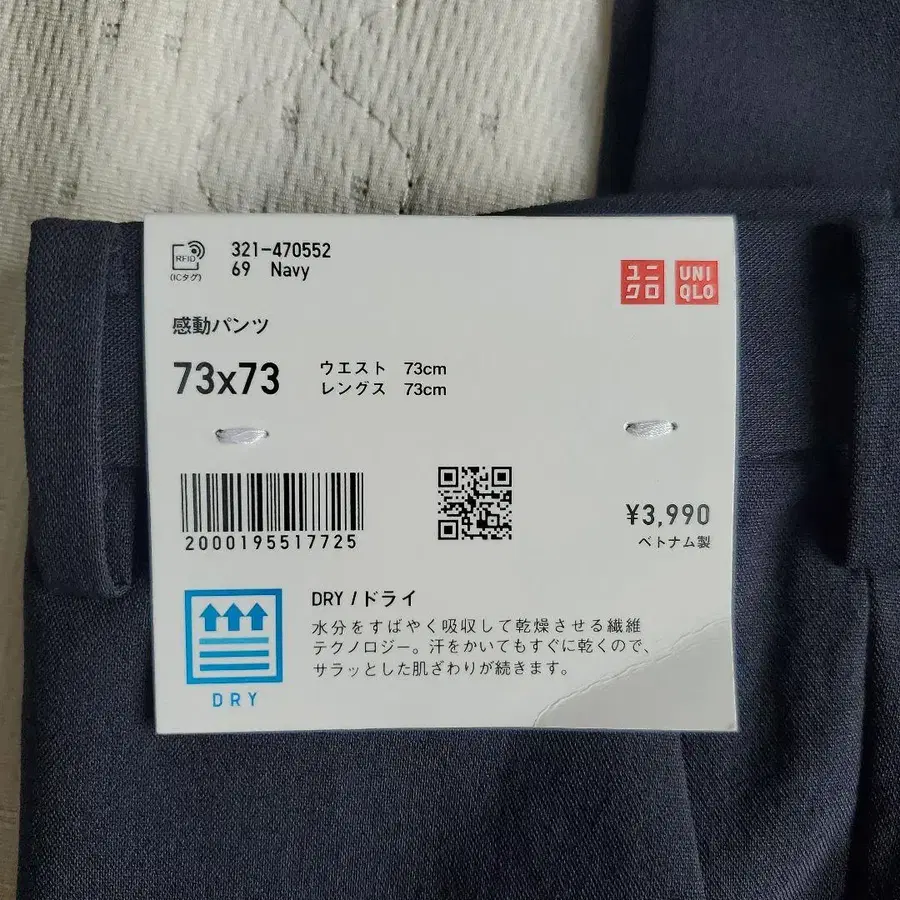 RFID
(ICタグ)
321-470552
69 Navy
ユニ
クロ
UNI
QLO
感動パンツ
73x73
ウエスト 73cm
レングス 73cm
2000195517725
¥3,990
ベトナム製
DRY
DRY / ドライ
水分をすばやく吸収して乾燥させる繊維
テクノロジー。汗をかいてもすぐに乾くので、
サラッとした肌ざわりが続きます。